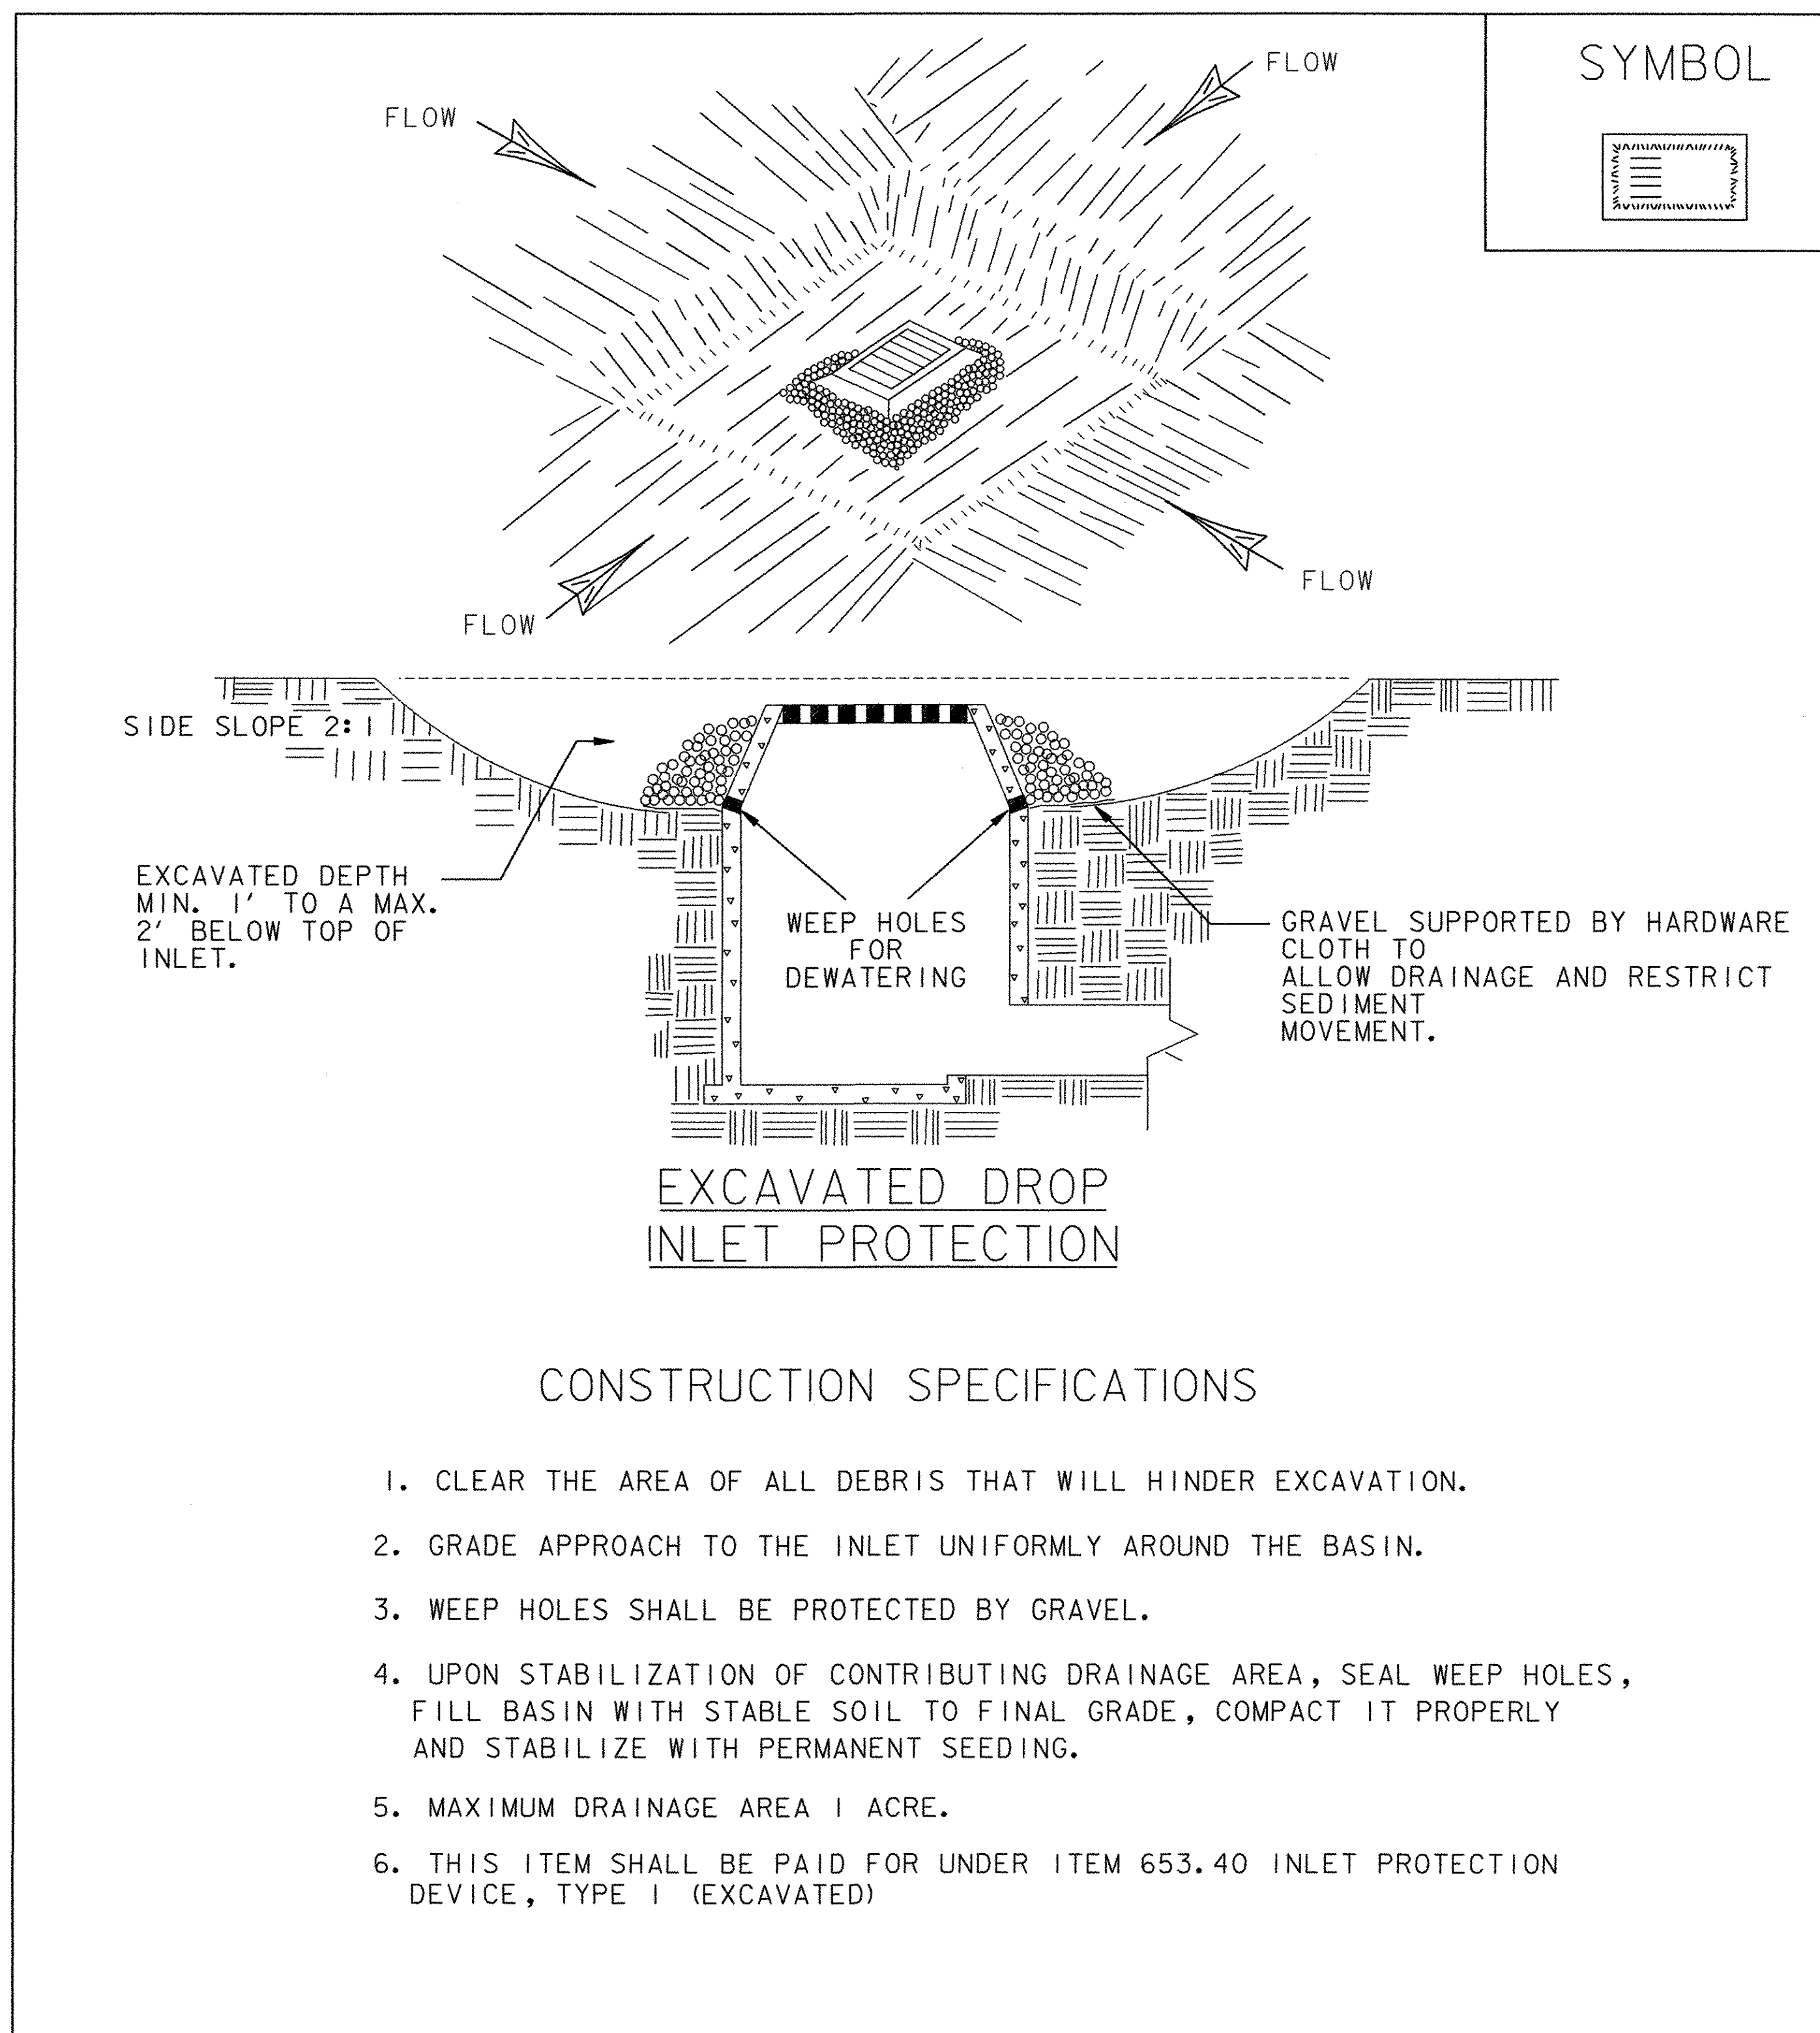 SYMBOL
FLOW
FLOW
FLOW
FLOW
SIDE SLOPE 2:1
EXCAVATED DEPTH
MIN. 1' TO A MAX.
2' BELOW TOP OF
INLET.
WEEP HOLES
FOR
DEWATERING
GRAVEL SUPPORTED BY HARDWARE
CLOTH TO
ALLOW DRAINAGE AND RESTRICT
SEDIMENT
MOVEMENT.
EXCAVATED DROP
INLET PROTECTION
CONSTRUCTION SPECIFICATIONS
1. CLEAR THE AREA OF ALL DEBRIS THAT WILL HINDER EXCAVATION.
2. GRADE APPROACH TO THE INLET UNIFORMLY AROUND THE BASIN.
3. WEEP HOLES SHALL BE PROTECTED BY GRAVEL.
4. UPON STABILIZATION OF CONTRIBUTING DRAINAGE AREA, SEAL WEEP HOLES,
FILL BASIN WITH STABLE SOIL TO FINAL GRADE, COMPACT IT PROPERLY
AND STABILIZE WITH PERMANENT SEEDING.
5. MAXIMUM DRAINAGE AREA 1 ACRE.
6. THIS ITEM SHALL BE PAID FOR UNDER ITEM 653.40 INLET PROTECTION
DEVICE, TYPE 1 (EXCAVATED)